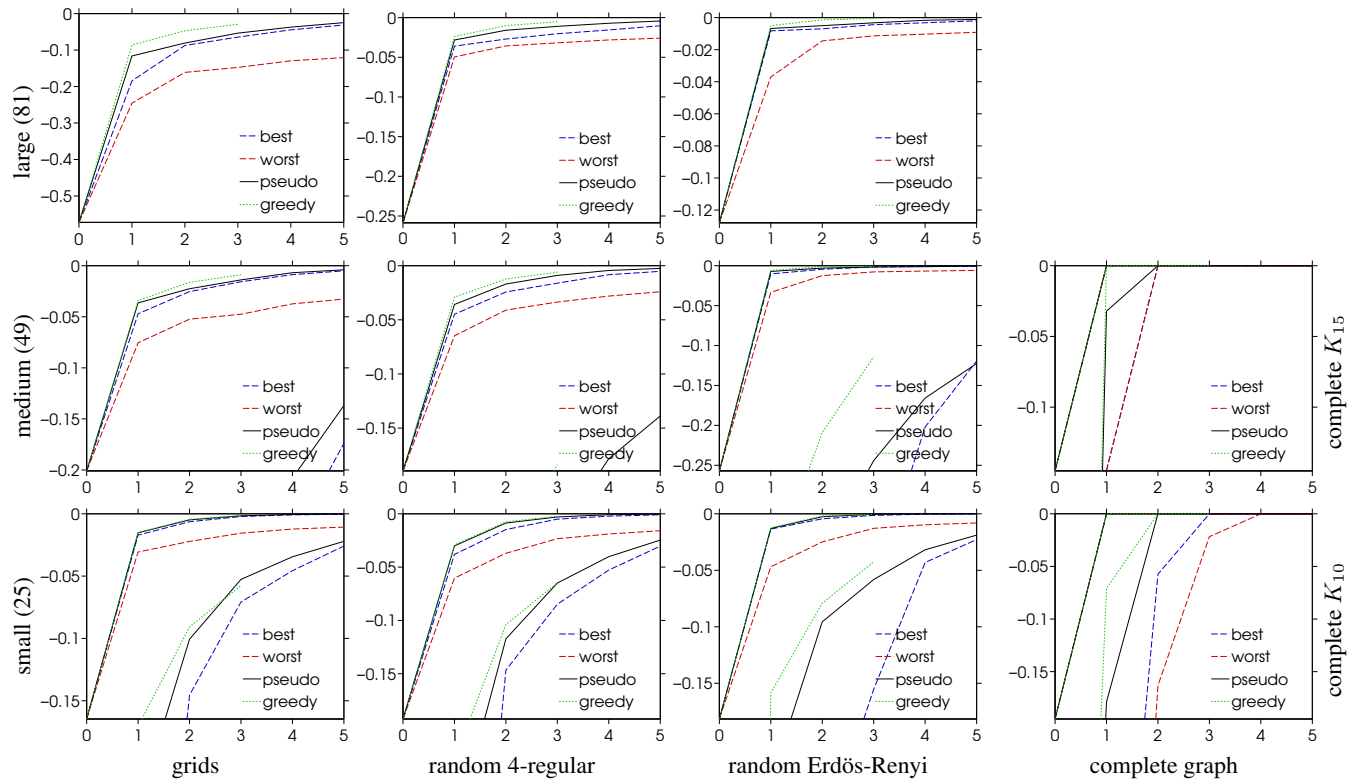 large (81)
0
−0.1
−0.2
−0.3
−0.4
−0.5
best
worst
pseudo
greedy
0 1 2 3 4 5
0
−0.05
−0.1
−0.15
−0.2
−0.25
best
worst
pseudo
greedy
0 1 2 3 4 5
0
−0.02
−0.04
−0.06
−0.08
−0.1
−0.12
best
worst
pseudo
greedy
0 1 2 3 4 5
medium (49)
0
−0.05
−0.1
−0.15
−0.2
best
worst
pseudo
greedy
0 1 2 3 4 5
0
−0.05
−0.1
−0.15
best
worst
pseudo
greedy
0 1 2 3 4 5
0
−0.05
−0.1
−0.15
−0.2
−0.25
best
worst
pseudo
greedy
0 1 2 3 4 5
0
−0.05
−0.1
best
worst
pseudo
greedy
0 1 2 3 4 5
complete K15
small (25)
0
−0.05
−0.1
−0.15
best
worst
pseudo
greedy
0 1 2 3 4 5
grids
0
−0.05
−0.1
−0.15
best
worst
pseudo
greedy
0 1 2 3 4 5
random 4-regular
0
−0.05
−0.1
−0.15
best
worst
pseudo
greedy
0 1 2 3 4 5
random Erdös-Renyi
0
−0.05
−0.1
−0.15
best
worst
pseudo
greedy
0 1 2 3 4 5
complete graph
complete K10